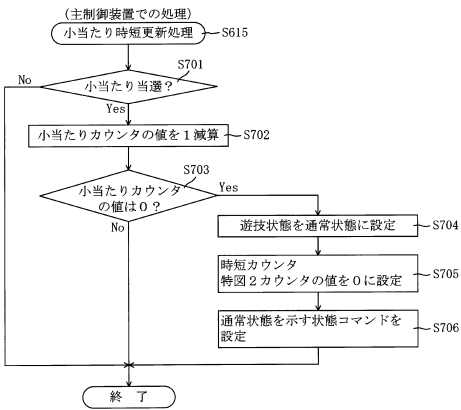 (主制御装置での処理)
小当たり時短更新処理
S615
S701
No
小当たり当選?
Yes
小当たりカウンタの値を1減算
S702
S703
小当たりカウンタ
の値は0?
Yes
No
遊技状態を通常状態に設定
S704
時短カウンタ
特図2カウンタの値を0に設定
S705
通常状態を示す状態コマンドを
設定
S706
終 了